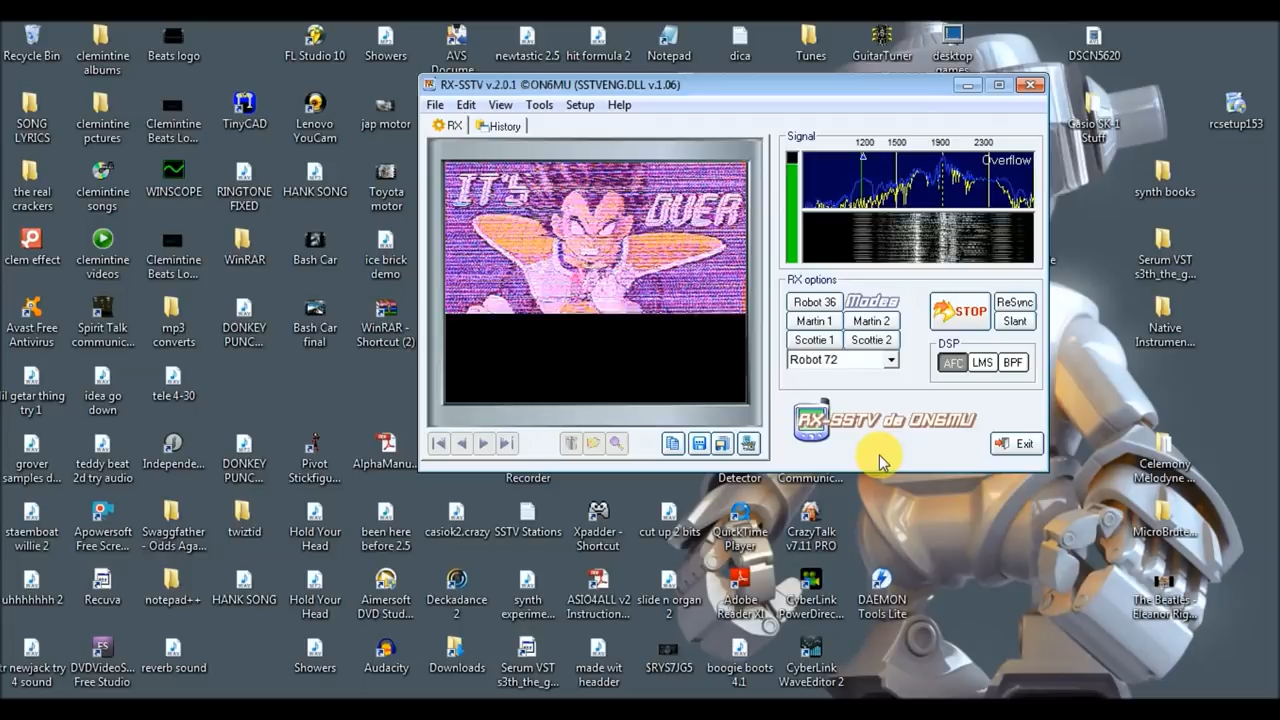 Recycle Bin
clemintine
albums
Beats logo
FL Studio 10
Showers
AVS
Docume...
newtastic 2.5
hit formula 2
Notepad
dica
Tunes
GuitarTuner
desktop
games
DSCN5620
SONG
LYRICS
clemintine
pictures
Clemintine
Beats Lo...
TinyCAD
Lenovo
YouCam
jap motor
Casio SK-1
Stuff
rcsetup153
the real
crackers
clemintine
songs
WINSCOPE
RINGTONE
FIXED
HANK SONG
Toyota
motor
synth books
clem effect
clemintine
videos
Clemintine
Beats Lo...
WinRAR
Bash Car
ice brick
demo
Serum VST
s3th_the_g...
Avast Free
Antivirus
Spirit Talk
communic...
mp3
converts
DONKEY
PUNC...
Bash Car
final
WinRAR -
Shortcut (2)
Native
Instrumen...
lil getar thing
try 1
idea go
down
tele 4-30
grover
samples d...
teddy beat
2d try audio
Independe...
DONKEY
PUNC...
Pivot
Stickfigu...
AlphaManu...
Recorder
Detector
Communic...
Celemony
Melodyne ...
staemboat
willie 2
Apowersoft
Free Scre...
Swaggfather
- Odds Aga...
twiztid
Hold Your
Head
been here
before 2.5
casiok2.crazy
SSTV Stations
Xpadder -
Shortcut
cut up 2 bits
QuickTime
Player
CrazyTalk
v7.11 PRO
MicroBrute...
uhhhhhhh 2
Recuva
notepad++
HANK SONG
Hold Your
Head
Aimersoft
DVD Stud...
Deckadance
2
synth
experime...
ASIO4ALL v2
Instruction...
slide n organ
2
Adobe
Reader XI
CyberLink
PowerDirec...
DAEMON
Tools Lite
The Beatles -
Eleanor Rig...
tr newjack try
4 sound
DVDVideoS...
Free Studio
reverb sound
Showers
Audacity
Downloads
Serum VST
s3th_the_g...
made wit
headder
$RYS7JG5
boogie boots
4.1
CyberLink
WaveEditor 2
RX-SSTV v.2.0.1 ©ON6MU (SSTVENG.DLL v.1.06)
File Edit View Tools Setup Help
RX History
IT'S OVER
Signal
1200 1500 1900 2300
Overflow
RX options
Robot 36 Modes
Martin 1 Martin 2
Scottie 1 Scottie 2
Robot 72
STOP
ReSync
Slant
DSP
AFC LMS BPF
RX-SSTV de ON6MU
Exit